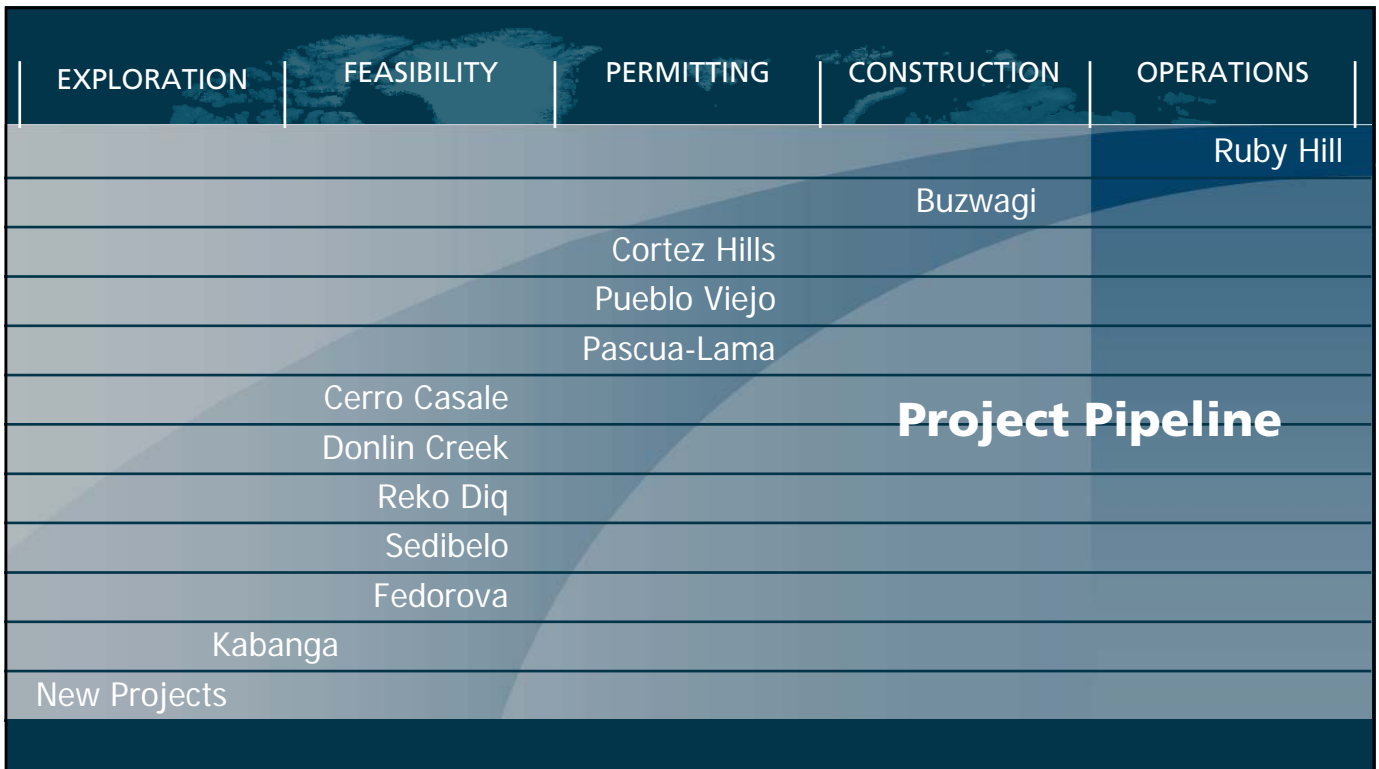 EXPLORATION FEASIBILITY PERMITTING CONSTRUCTION OPERATIONS
Ruby Hill
Buzwagi
Cortez Hills
Pueblo Viejo
Pascua-Lama
Cerro Casale
Project Pipeline
Donlin Creek
Reko Diq
Sedibelo
Fedorova
Kabanga
New Projects